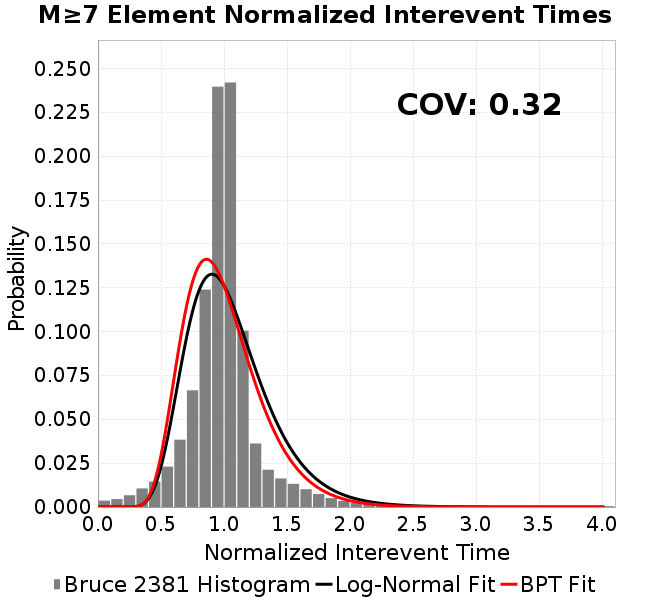 M≥7 Element Normalized Interevent Times
COV: 0.32
Probability
0.250
0.225
0.200
0.175
0.150
0.125
0.100
0.075
0.050
0.025
0.000
0.0 0.5 1.0 1.5 2.0 2.5 3.0 3.5 4.0
Normalized Interevent Time
Bruce 2381 Histogram Log-Normal Fit BPT Fit